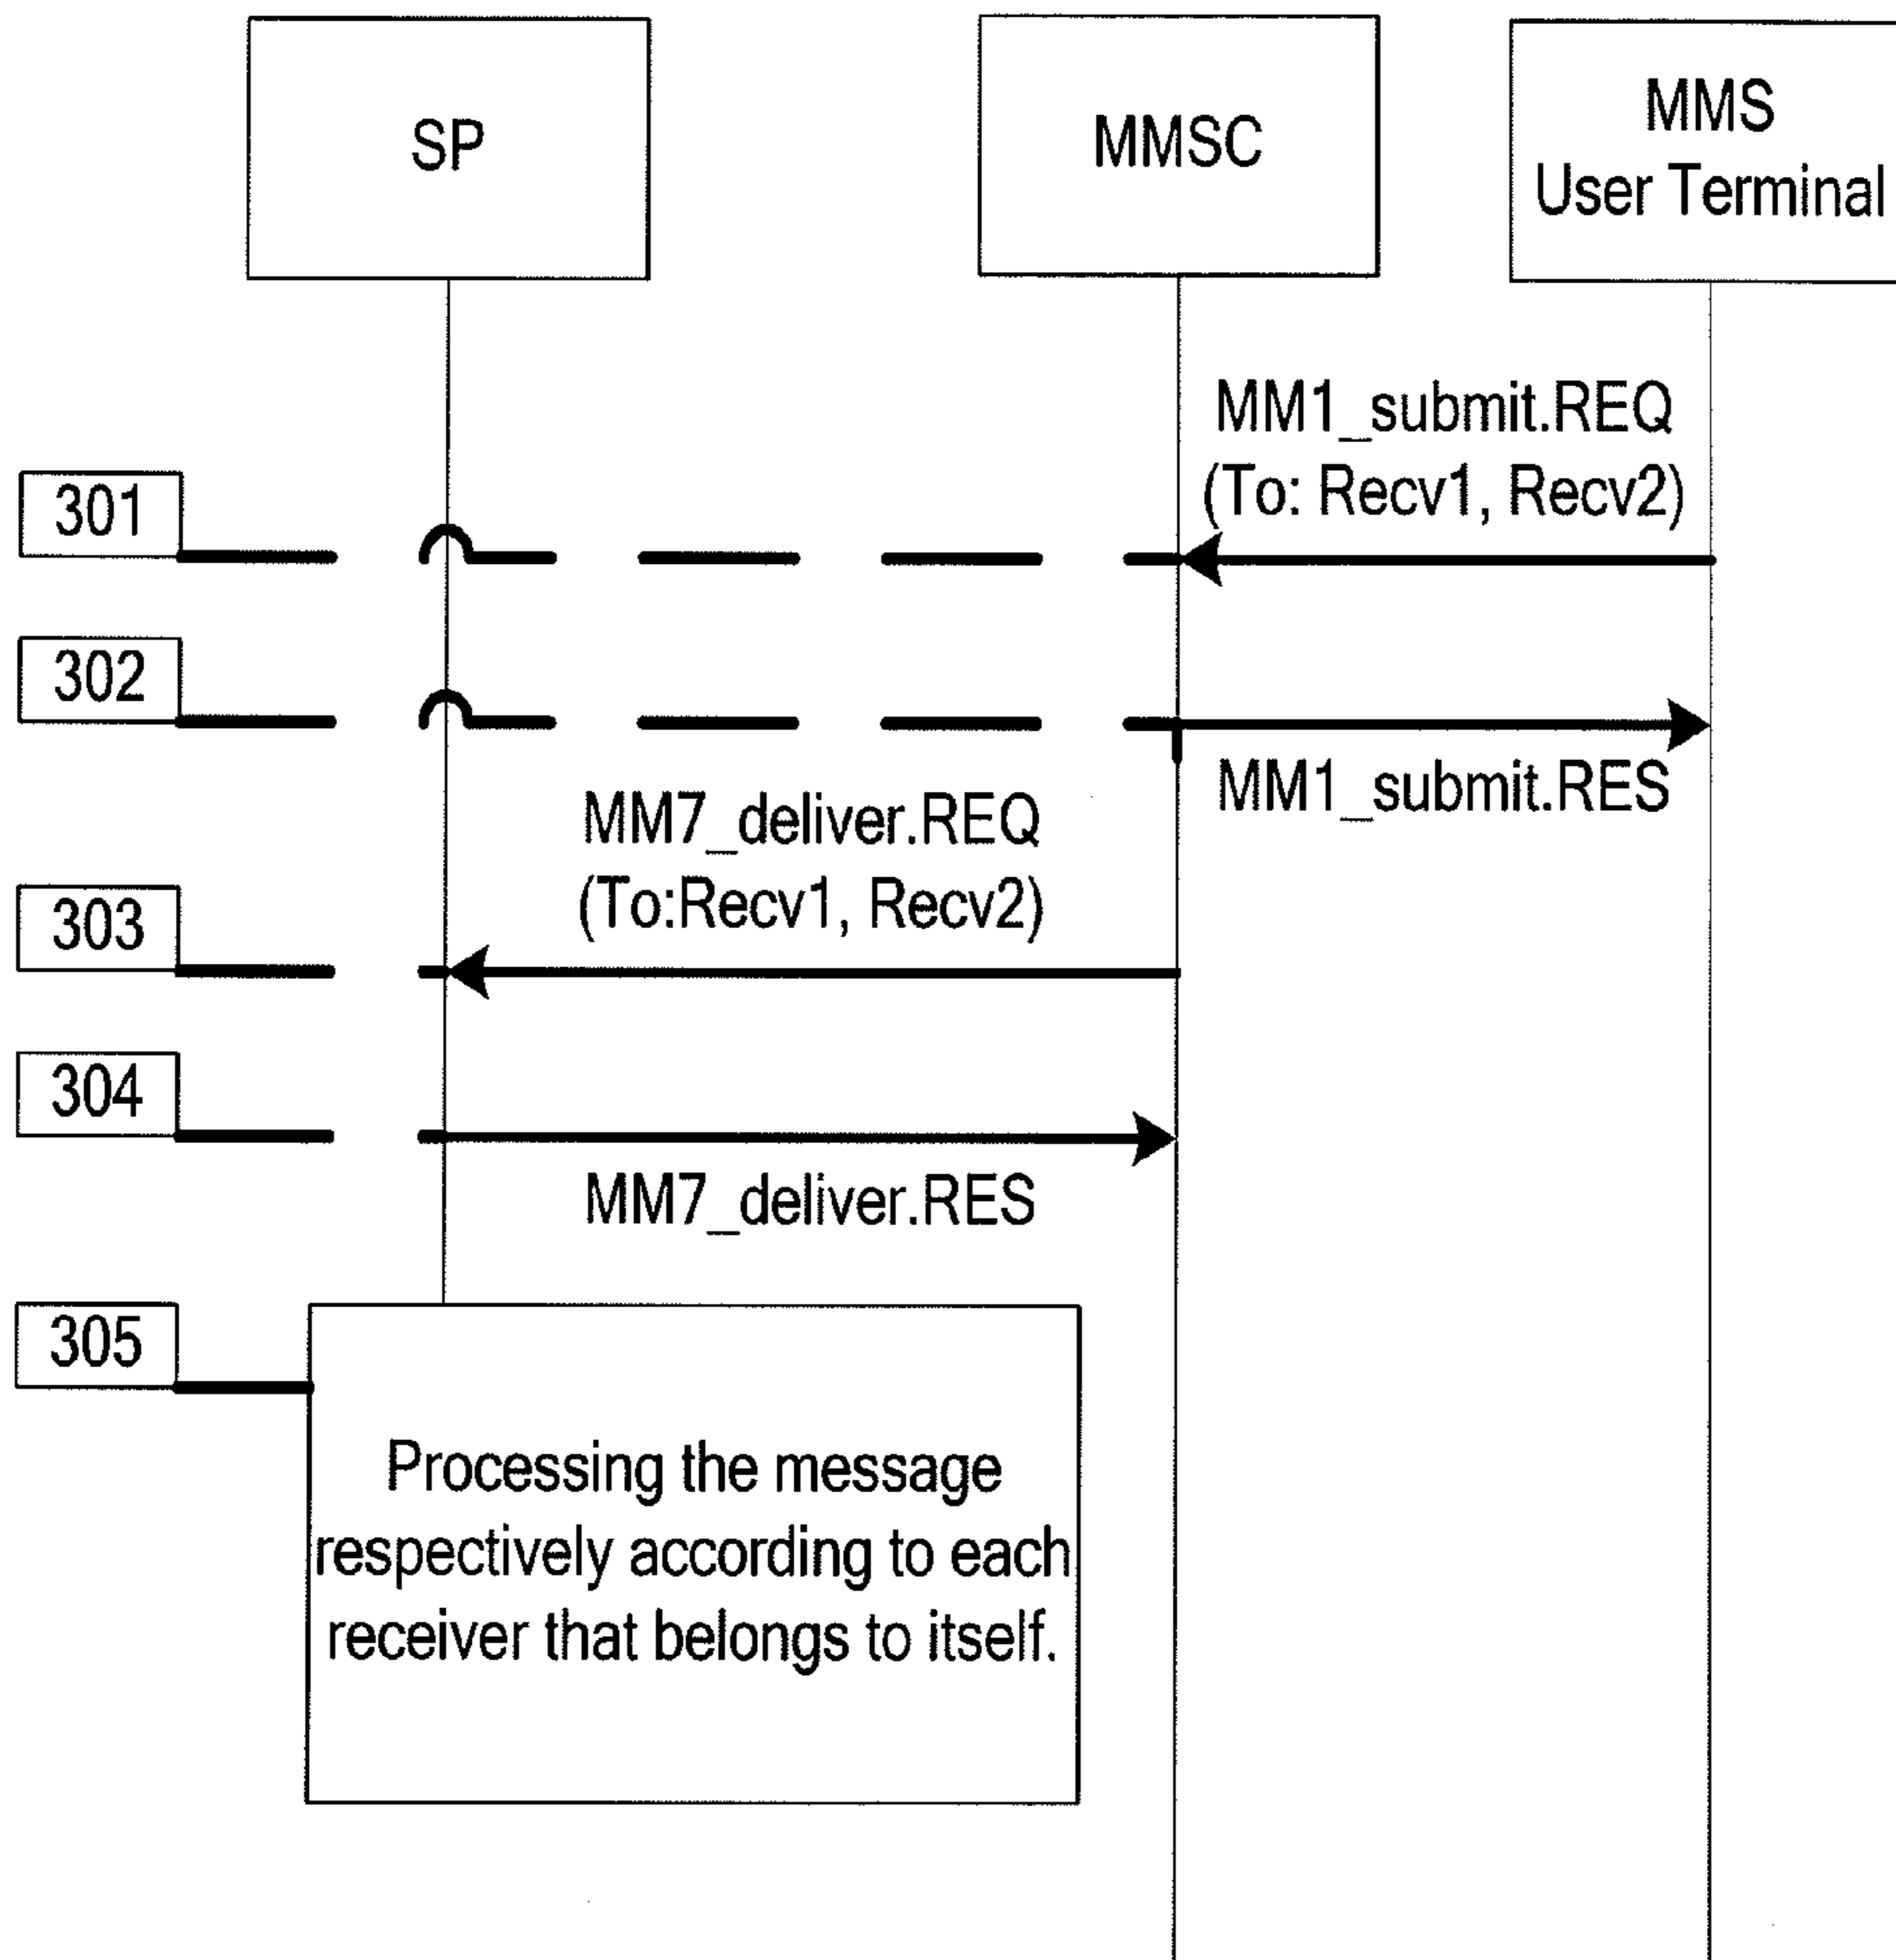 SP
MMSC
MMS
User Terminal
MM1_submit.REQ
(To: Recv1, Recv2)
301
302
MM1_submit.RES
MM7_deliver.REQ
(To:Recv1, Recv2)
303
304
MM7_deliver.RES
305
Processing the message
respectively according to each
receiver that belongs to itself.